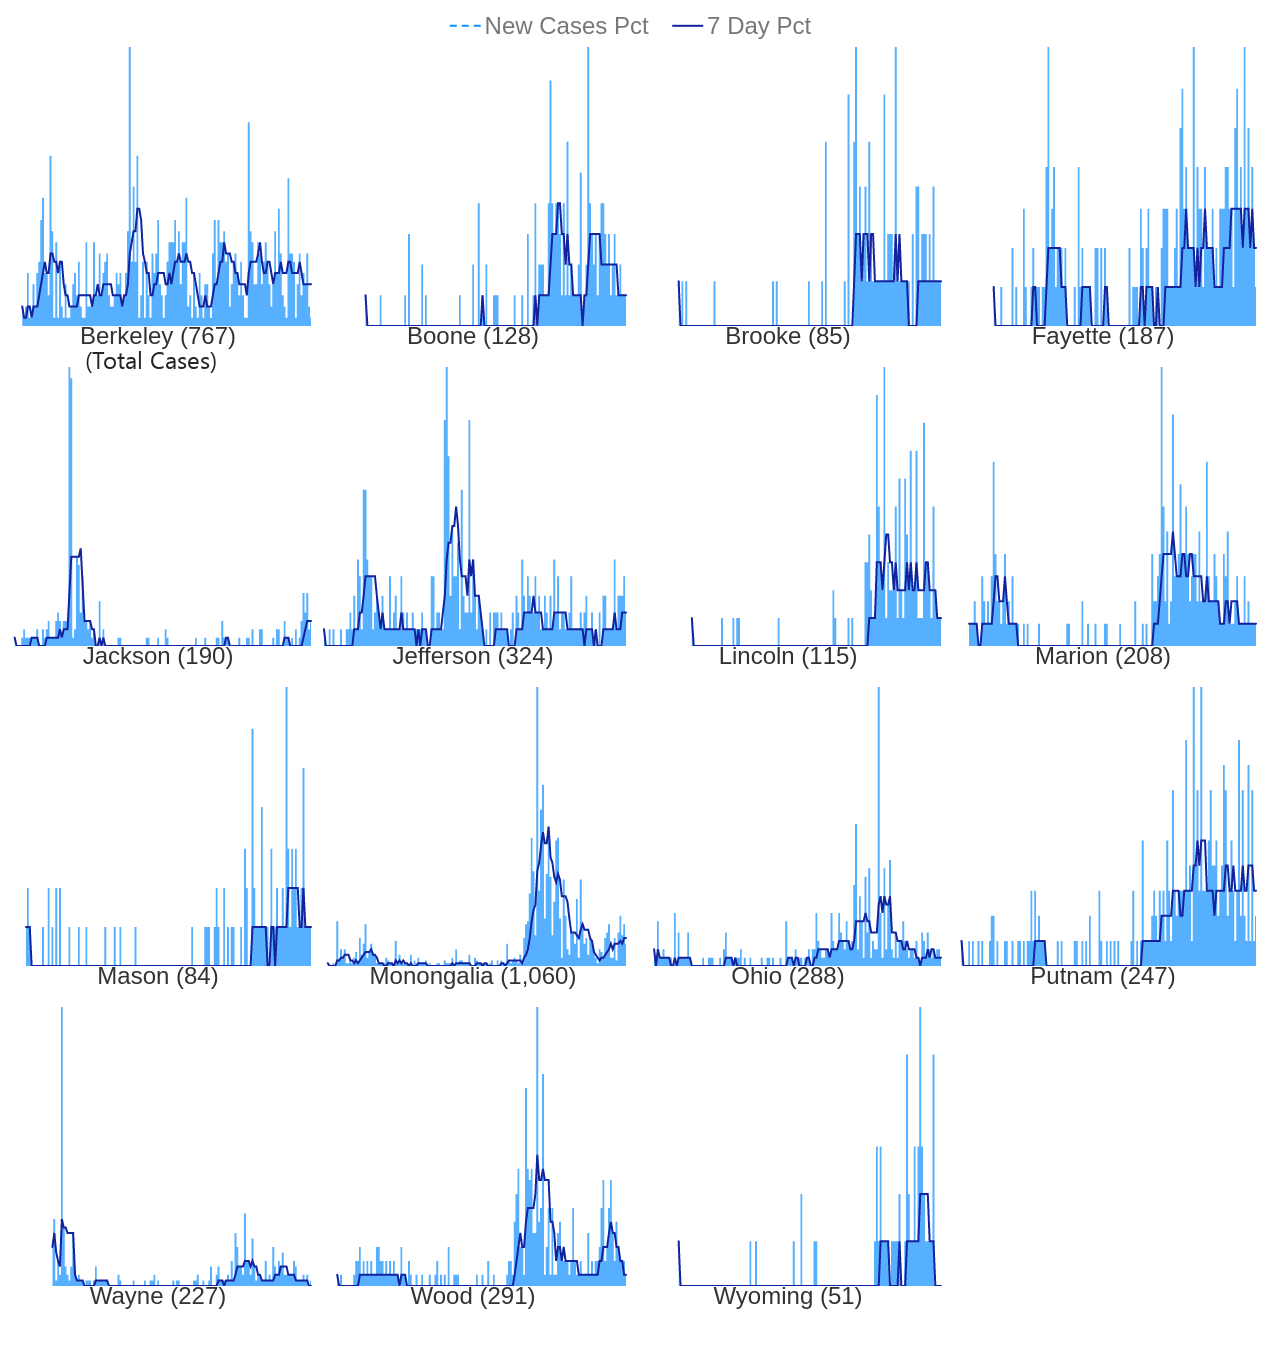 New Cases Pct 7 Day Pct
Berkeley (767) Boone (128) Brooke (85) Fayette (187)
(Total Cases)
Jackson (190) Jefferson (324) Lincoln (115) Marion (208)
Mason (84) Monongalia (1,060) Ohio (288) Putnam (247)
Wayne (227) Wood (291) Wyoming (51)